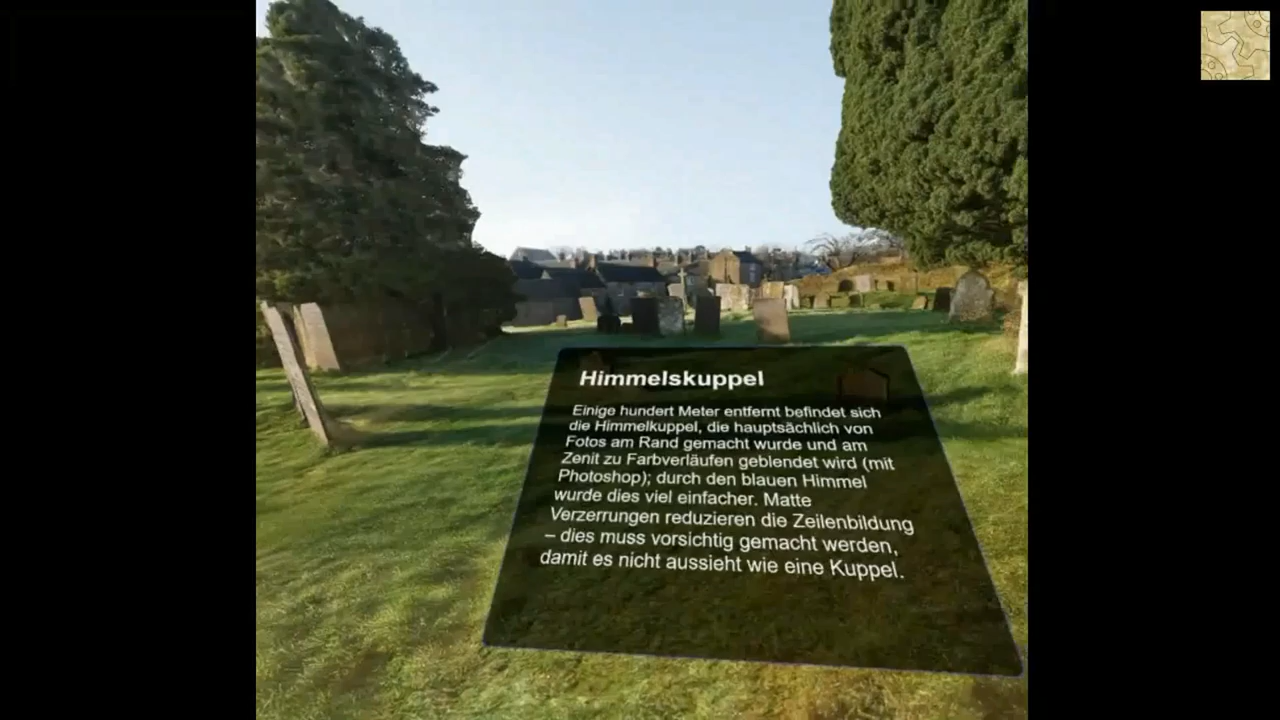 Himmelskuppel
Einige hundert Meter entfernt befindet sich
die Himmelkuppel, die hauptsächlich von
Fotos am Rand gemacht wurde und am
Zenit zu Farbverläufen geblendet wird (mit
Photoshop); durch den blauen Himmel
wurde dies viel einfacher. Matte
Verzerrungen reduzieren die Zeilenbildung
– dies muss vorsichtig gemacht werden,
damit es nicht aussieht wie eine Kuppel.